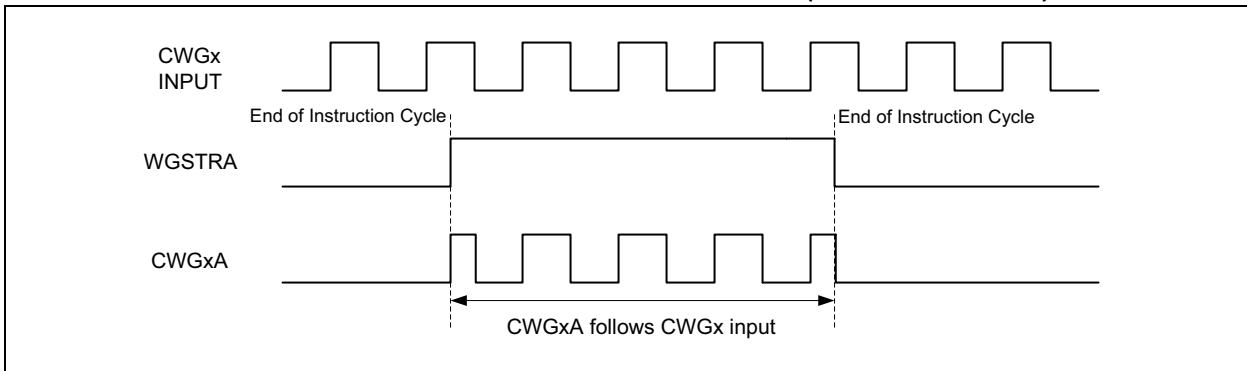 CWGx
INPUT
End of Instruction Cycle
End of Instruction Cycle
WGSTRA
CWGxA
CWGxA follows CWGx input